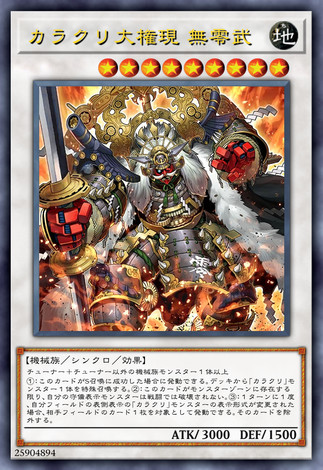 カラクリ大権現 無零武
地
【機械族/シンクロ/効果】
チューナー+チューナー以外の機械族モンスター1体以上
①:このカードがS召喚に成功した場合に発動できる。デッキから「カラクリ」モン
スター1体を特殊召喚する。②:このカードがモンスターゾーンに存在する
限り、自分の守備表示モンスターは戦闘では破壊されない。③:1ターンに1度
、自分フィールドの表側表示の「カラクリ」モンスターの表示形式が変更された
場合、相手フィールドのカード1枚を対象として発動できる。そのカードを除
外する。
ATK/3000 DEF/1500
25904894